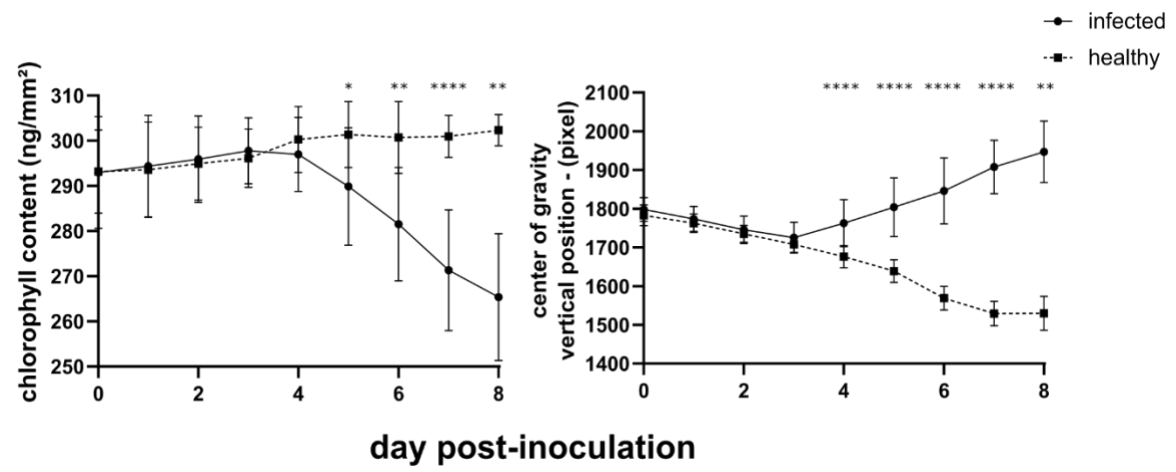 infected
healthy
chlorophyll content (ng/mm²)
310
300
290
280
270
260
250
* ** **** **
0 2 4 6 8
center of gravity
vertical position - (pixel)
2100
2000
1900
1800
1700
1600
1500
1400
**** **** **** **** **
0 2 4 6 8
day post-inoculation